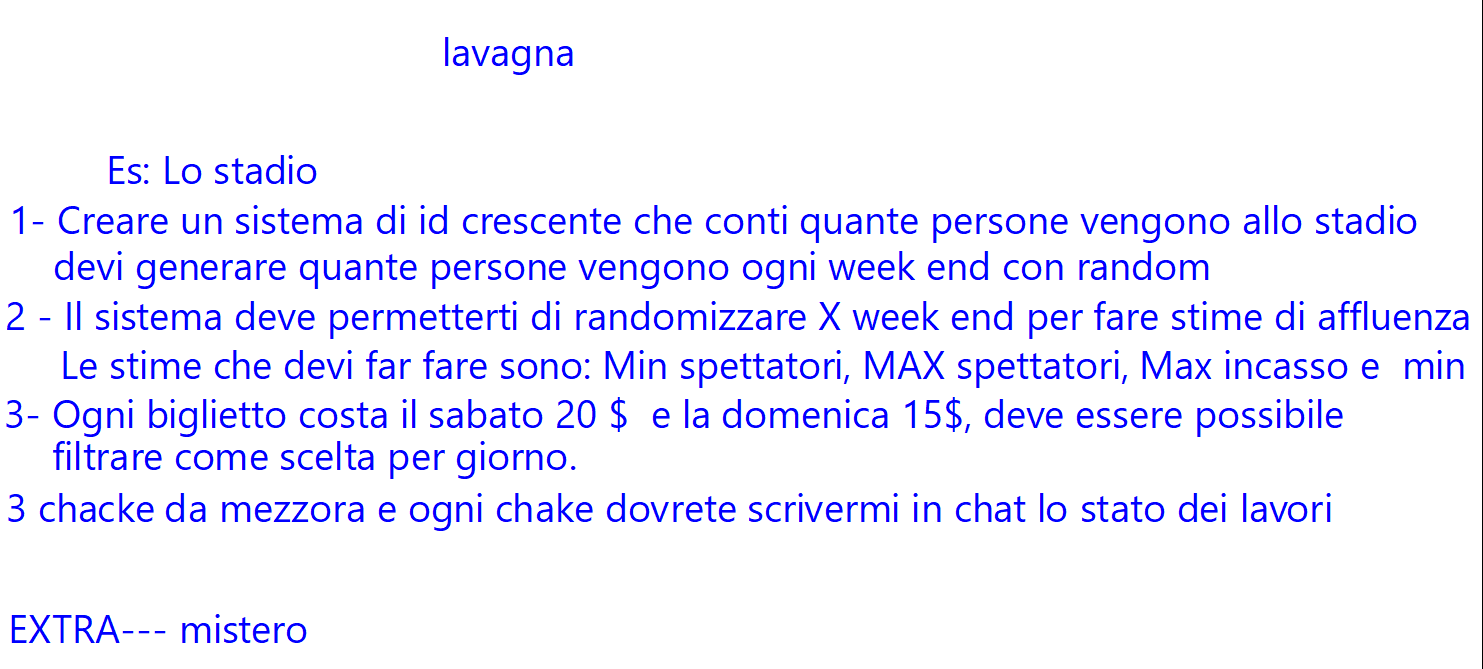 lavagna
Es: Lo stadio
1- Creare un sistema di id crescente che conti quante persone vengono allo stadio
devi generare quante persone vengono ogni week end con random
2 - Il sistema deve permetterti di randomizzare X week end per fare stime di affluenza
Le stime che devi far fare sono: Min spettatori, MAX spettatori, Max incasso e min
3- Ogni biglietto costa il sabato 20 $ e la domenica 15$, deve essere possibile
filtrare come scelta per giorno.
3 chacke da mezzora e ogni chake dovrete scrivermi in chat lo stato dei lavori
EXTRA--- mistero